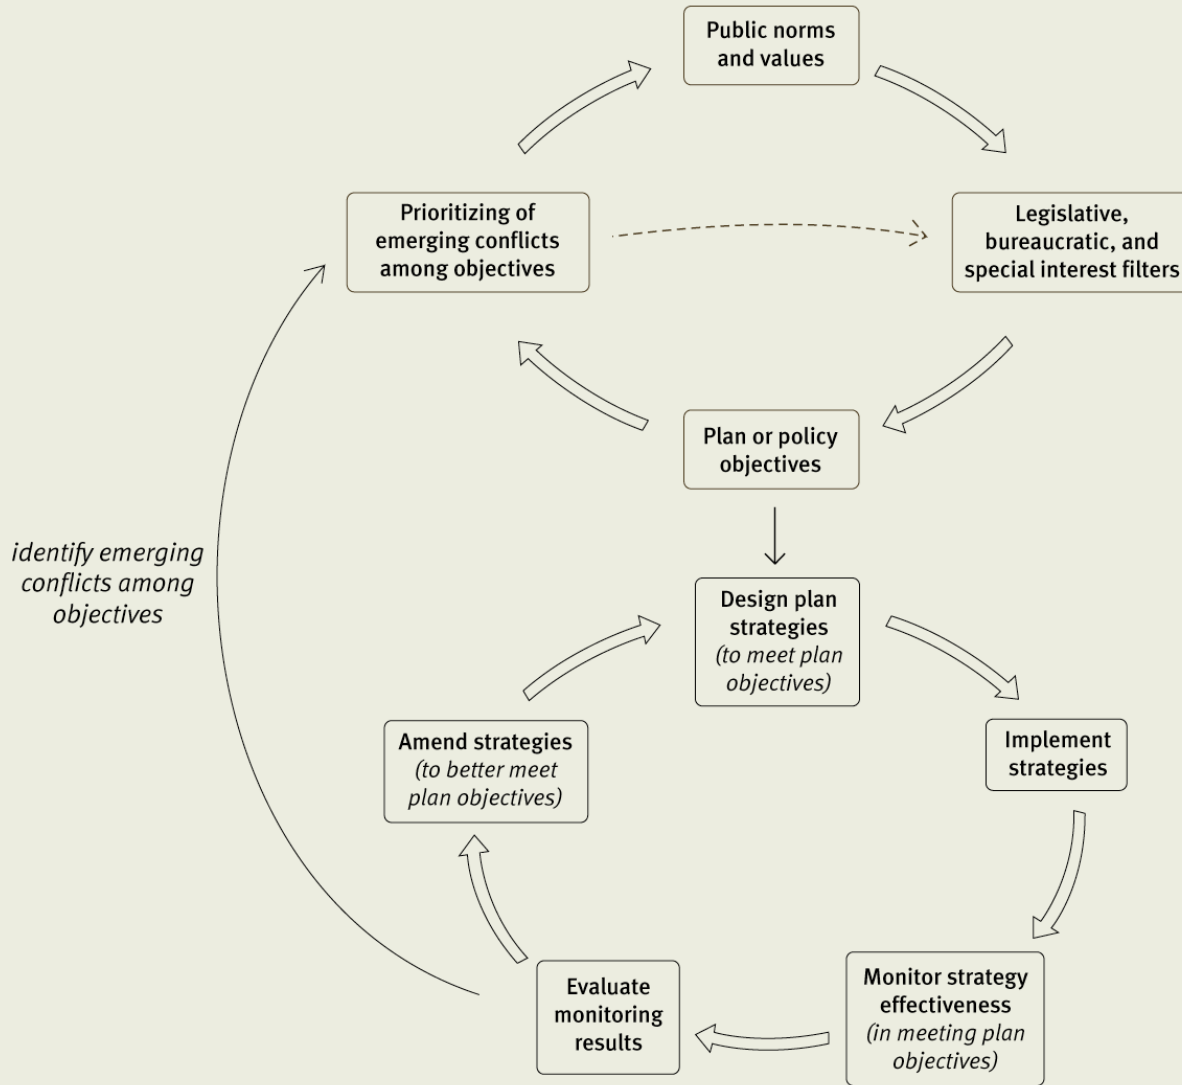 Public norms
and values
Prioritizing of
emerging conflicts
among objectives
Legislative,
bureaucratic, and
special interest filters
Plan or policy
objectives
identify emerging
conflicts among
objectives
Design plan
strategies
(to meet plan
objectives)
Amend strategies
(to better meet
plan objectives)
Implement
strategies
Evaluate
monitoring
results
Monitor strategy
effectiveness
(in meeting plan
objectives)